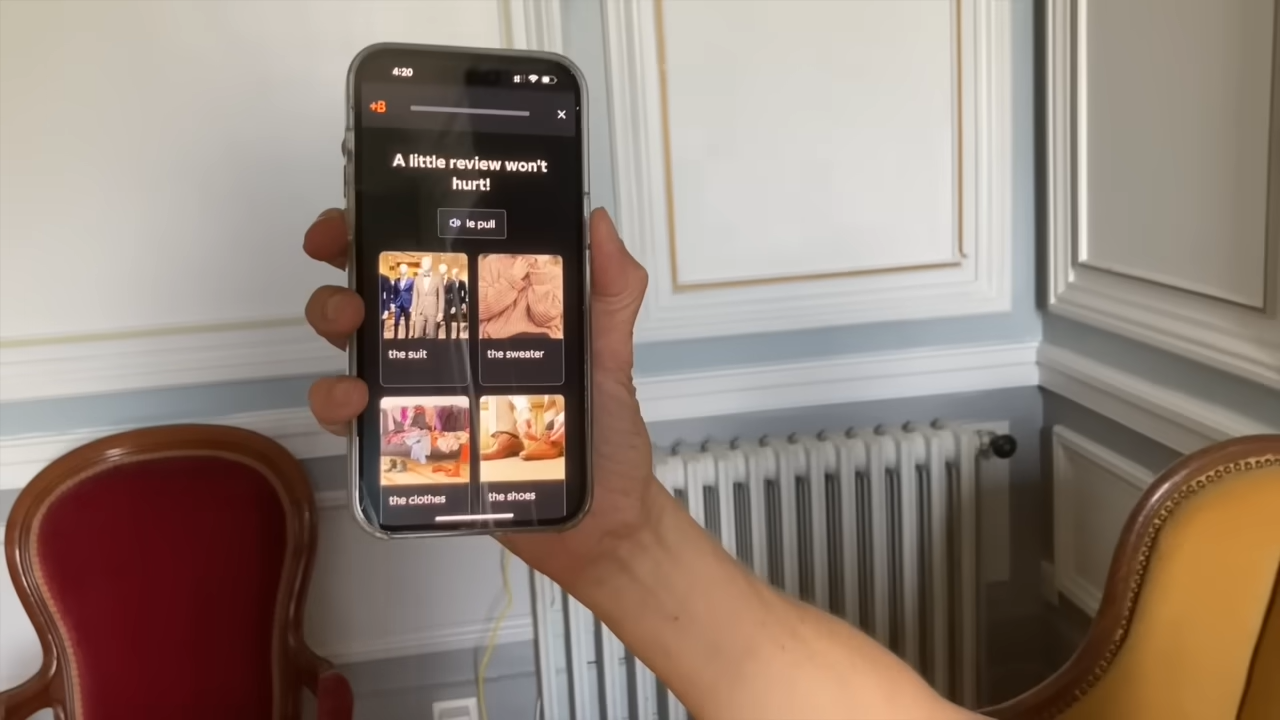 4:20
+B
A little review won't
hurt!
le pull
the suit
the sweater
the clothes
the shoes